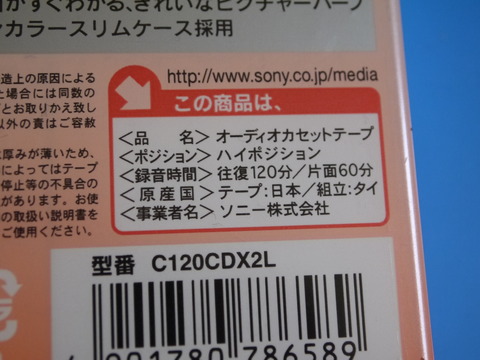 がすぐわかる、きれいなピクチャーハーフ
カラースリムケース採用
造上の原因による
場合には同数の
とお取りかえ致し
以外の責はご容赦
厚みが薄いため、
によってはテープ
停止等の不具合の
があります。お使
の取扱い説明書を
ご使用ください。
http://www.sony.co.jp/media
この商品は、
<品　名> オーディオカセットテープ
<ポジション> ハイポジション
<録音時間> 往復120分/片面60分
<原産国> テープ:日本/組立:タイ
<事業者名> ソニー株式会社
型番 C120CDX2L
901780 786589